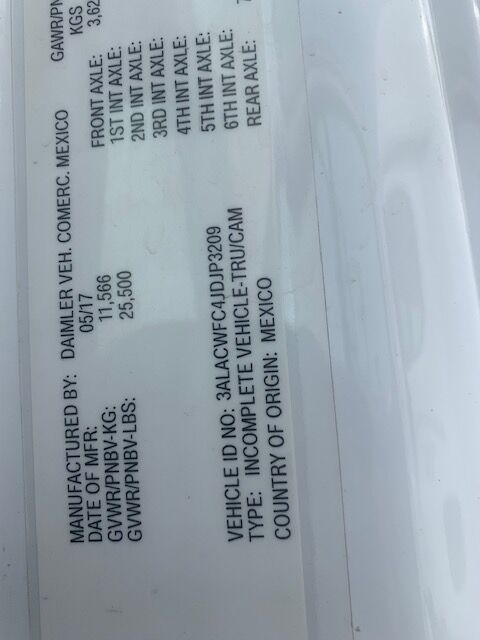 MANUFACTURED BY: DAIMLER VEH. COMERC. MEXICO
DATE OF MFR: 05/17
GVWR/PNBV-KG: 11,566
GVWR/PNBV-LBS: 25,500
GAWR/PN
KGS
FRONT AXLE: 3,62
1ST INT AXLE:
2ND INT AXLE:
3RD INT AXLE:
4TH INT AXLE:
5TH INT AXLE:
6TH INT AXLE:
REAR AXLE:
VEHICLE ID NO: 3ALACWFC4JDJP3209
TYPE: INCOMPLETE VEHICLE-TRU/CAM
COUNTRY OF ORIGIN: MEXICO